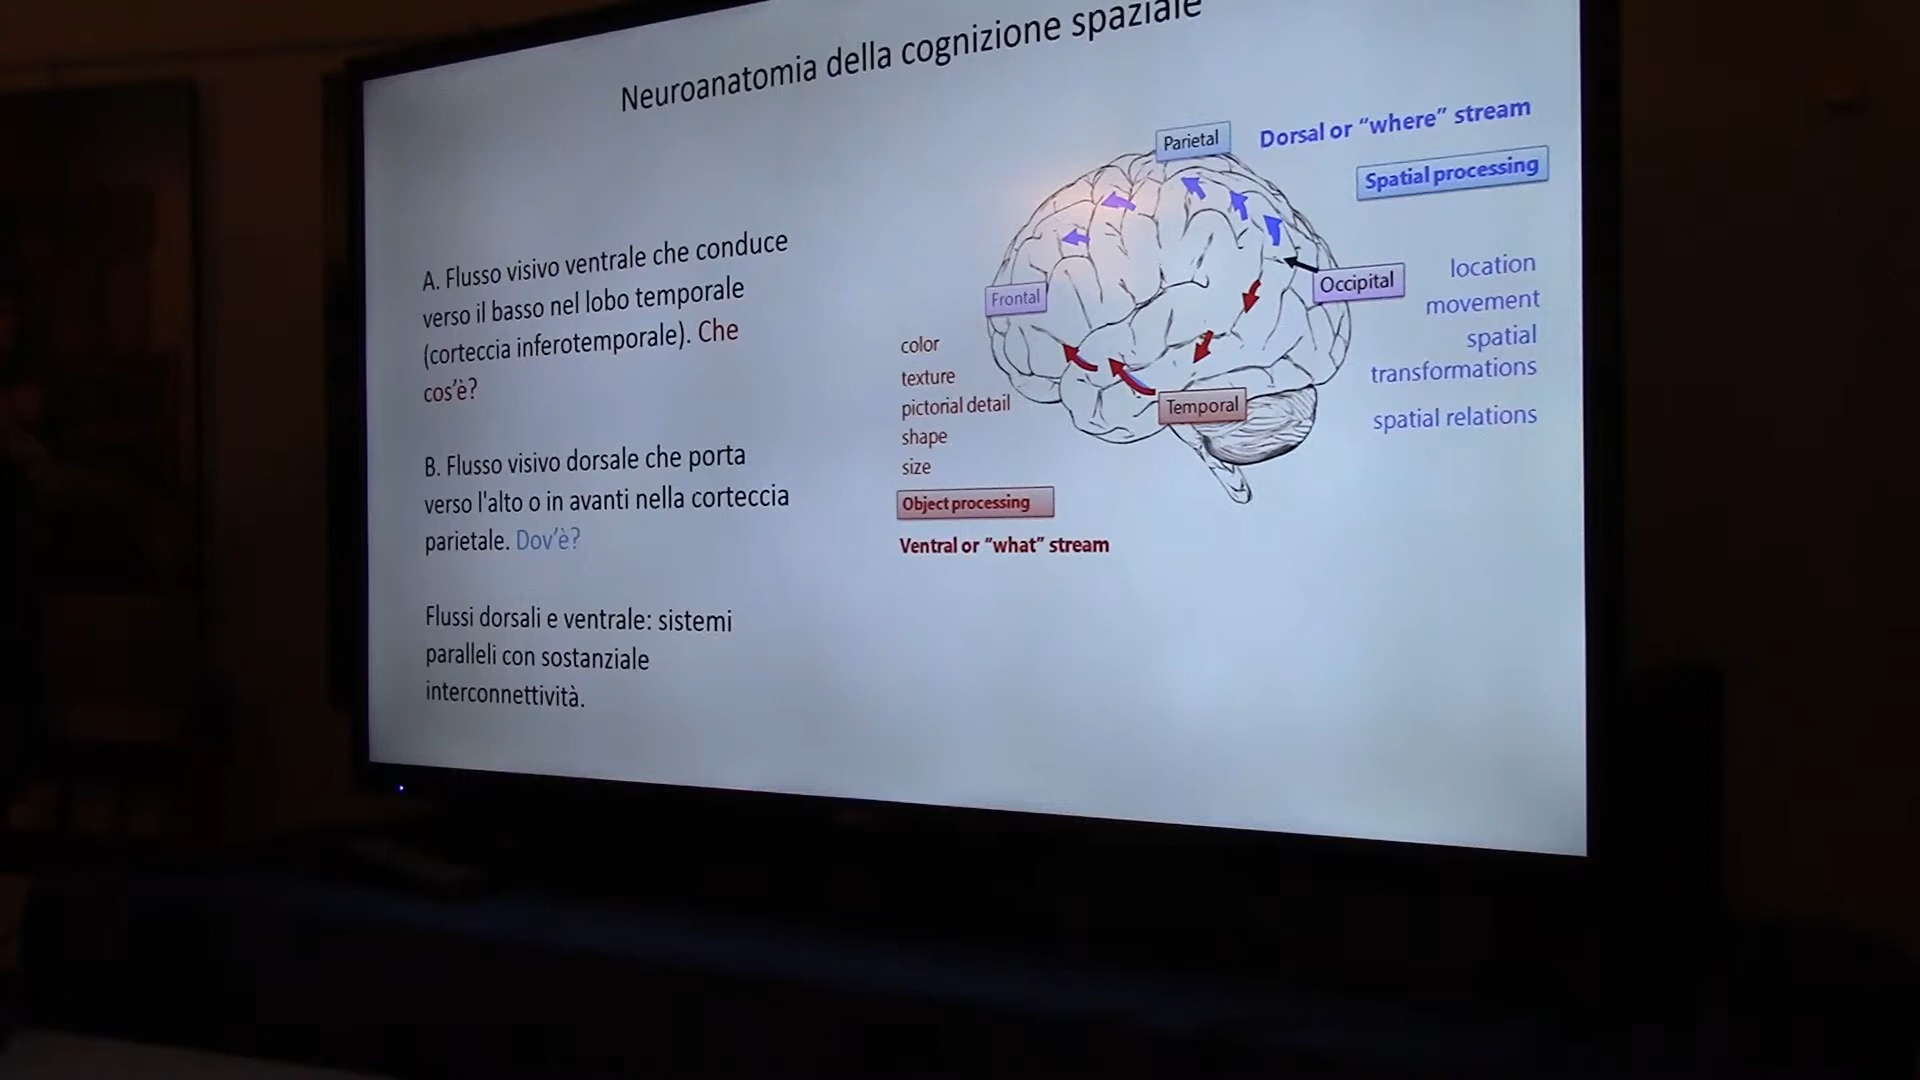 Neuroanatomia della cognizione spaziale
A. Flusso visivo ventrale che conduce
verso il basso nel lobo temporale
(corteccia inferotemporale). Che
cos'è?
B. Flusso visivo dorsale che porta
verso l'alto o in avanti nella corteccia
parietale. Dov'è?
Flussi dorsali e ventrale: sistemi
paralleli con sostanziale
interconnettività.
Parietal
Dorsal or “where” stream
Spatial processing
Frontal
Occipital
location
movement
spatial
transformations
spatial relations
color
texture
pictorial detail
shape
size
Temporal
Object processing
Ventral or “what” stream